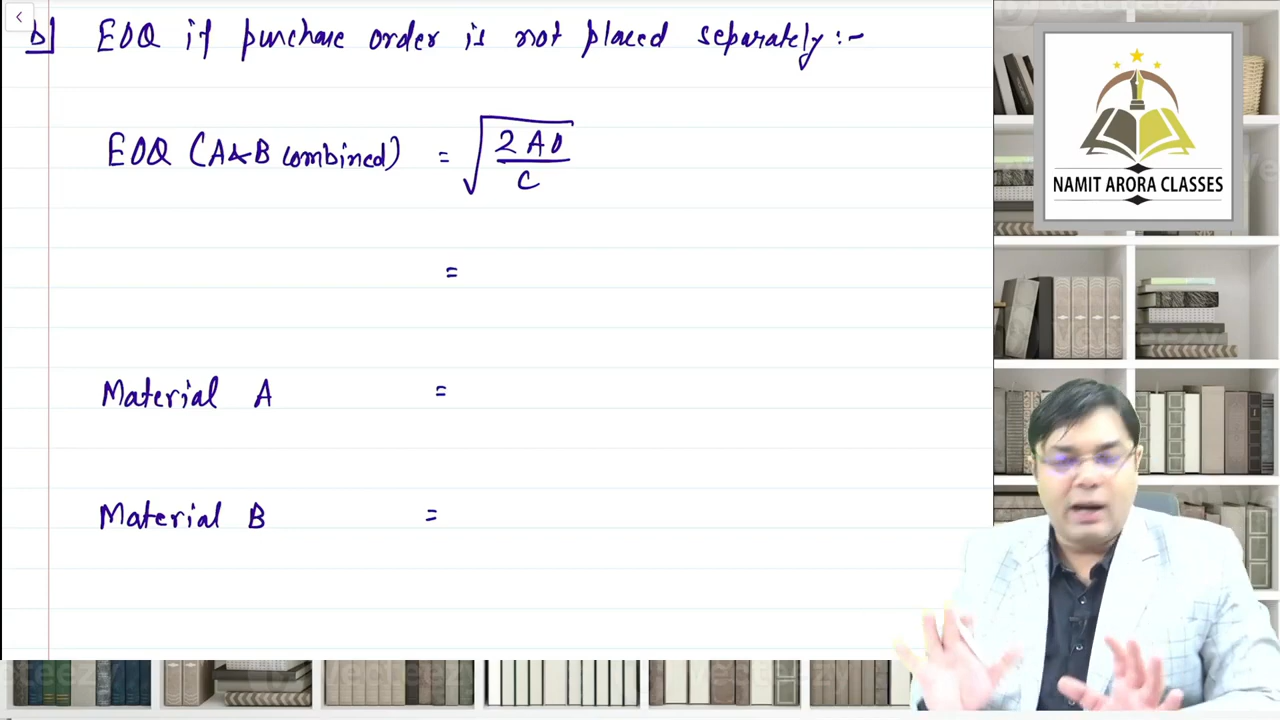 b] EOQ if purchase order is not placed separately :-
EOQ (A&B combined) = √(2AO/C)
=
Material A =
Material B =
NAMIT ARORA CLASSES